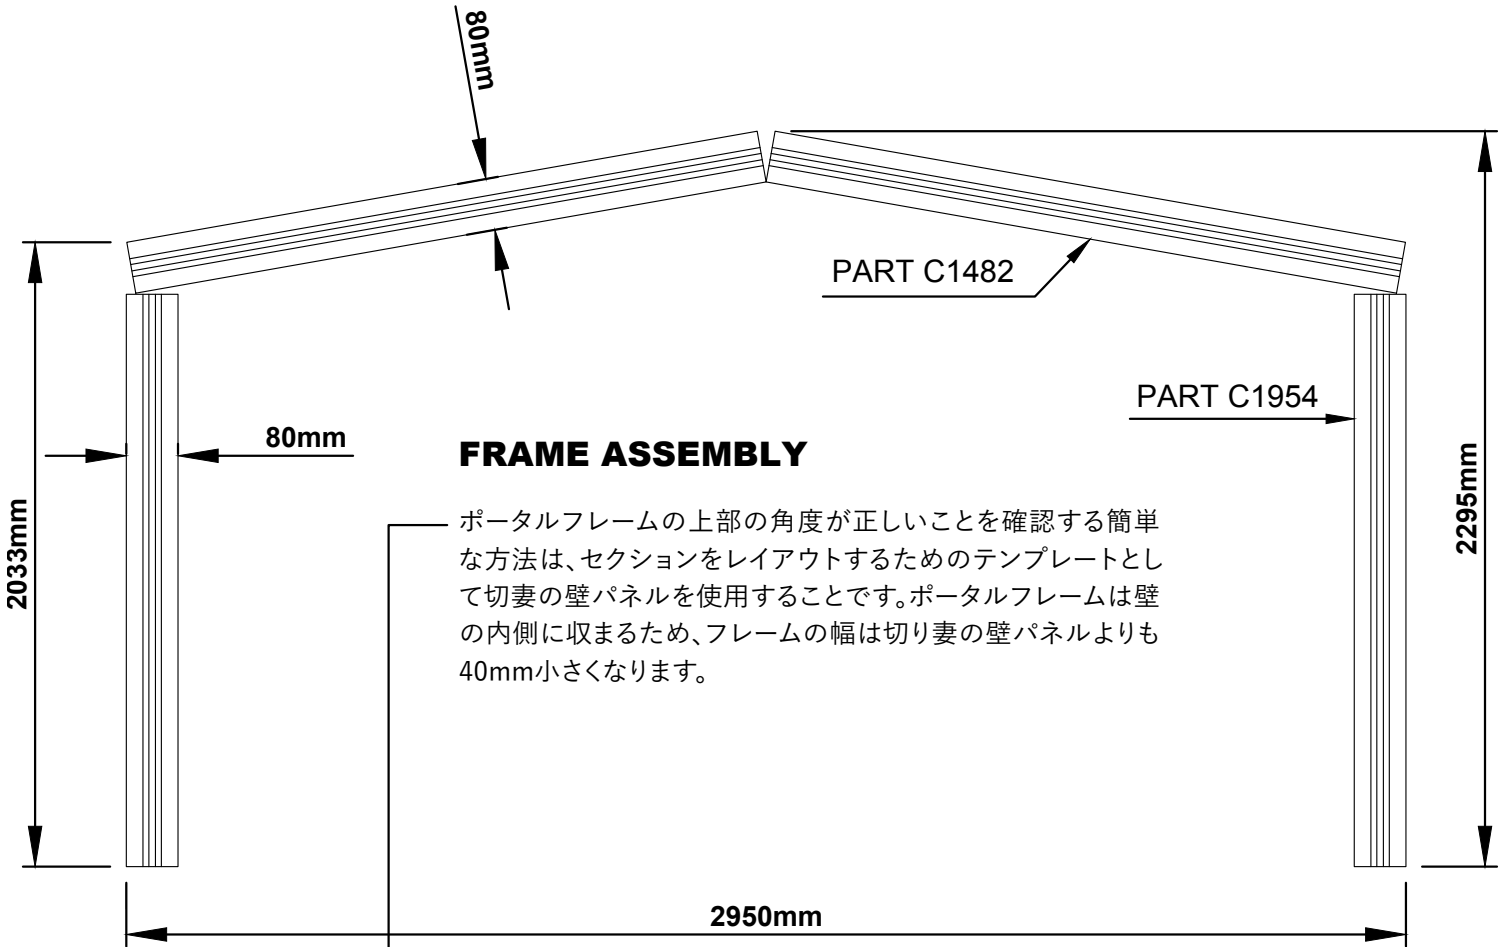 80mm
PART C1482
PART C1954
80mm
FRAME ASSEMBLY
2033mm
2295mm
ポータルフレームの上部の角度が正しいことを確認する簡単
な方法は、セクションをレイアウトするためのテンプレートとし
て切妻の壁パネルを使用することです。ポータルフレームは壁
の内側に収まるため、フレームの幅は切り妻の壁パネルよりも
40mm小さくなります。
2950mm